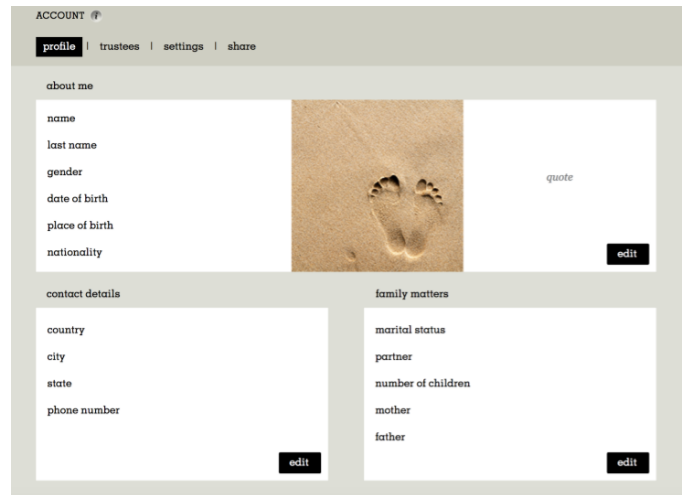 ACCOUNT
profile | trustees | settings | share
about me
name
last name
gender
date of birth
place of birth
nationality
quote
edit
contact details
country
city
state
phone number
edit
family matters
marital status
partner
number of children
mother
father
edit